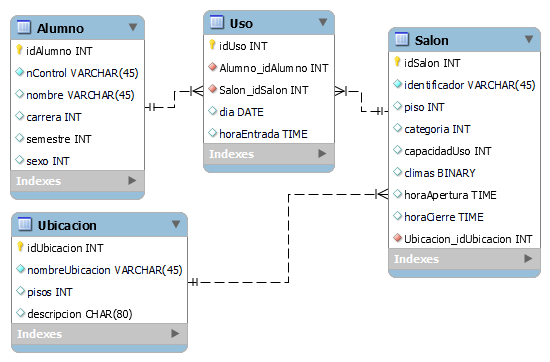 Alumno
idAlumno INT
nControl VARCHAR(45)
nombre VARCHAR(45)
carrera INT
semestre INT
sexo INT
Indexes
Uso
idUso INT
Alumno_idAlumno INT
Salon_idSalon INT
dia DATE
horaEntrada TIME
Indexes
Salon
idSalon INT
identificador VARCHAR(45)
piso INT
categoria INT
capacidadUso INT
climas BINARY
horaApertura TIME
horaCierre TIME
Ubicacion_idUbicacion INT
Indexes
Ubicacion
idUbicacion INT
nombreUbicacion VARCHAR(45)
pisos INT
descripcion CHAR(80)
Indexes